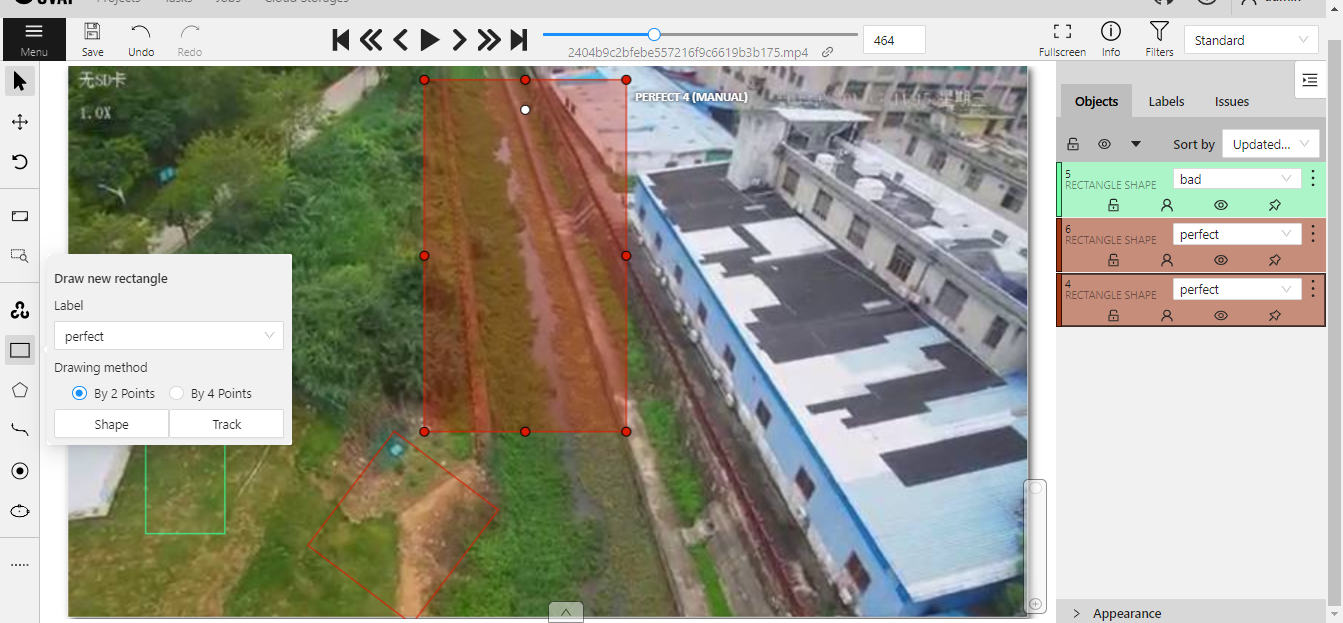 Projects Tasks Jobs Cloud Storages
Menu
Save
Undo
Redo
2404b9c2bfebe557216f9c6619b3b175.mp4
464
Fullscreen
Info
Filters
Standard
无SD卡
1.0X
PERFECT 4 (MANUAL)
Draw new rectangle
Label
perfect
Drawing method
By 2 Points
By 4 Points
Shape
Track
Objects
Labels
Issues
Sort by
Updated...
5
RECTANGLE SHAPE
bad
6
RECTANGLE SHAPE
perfect
4
RECTANGLE SHAPE
perfect
Appearance